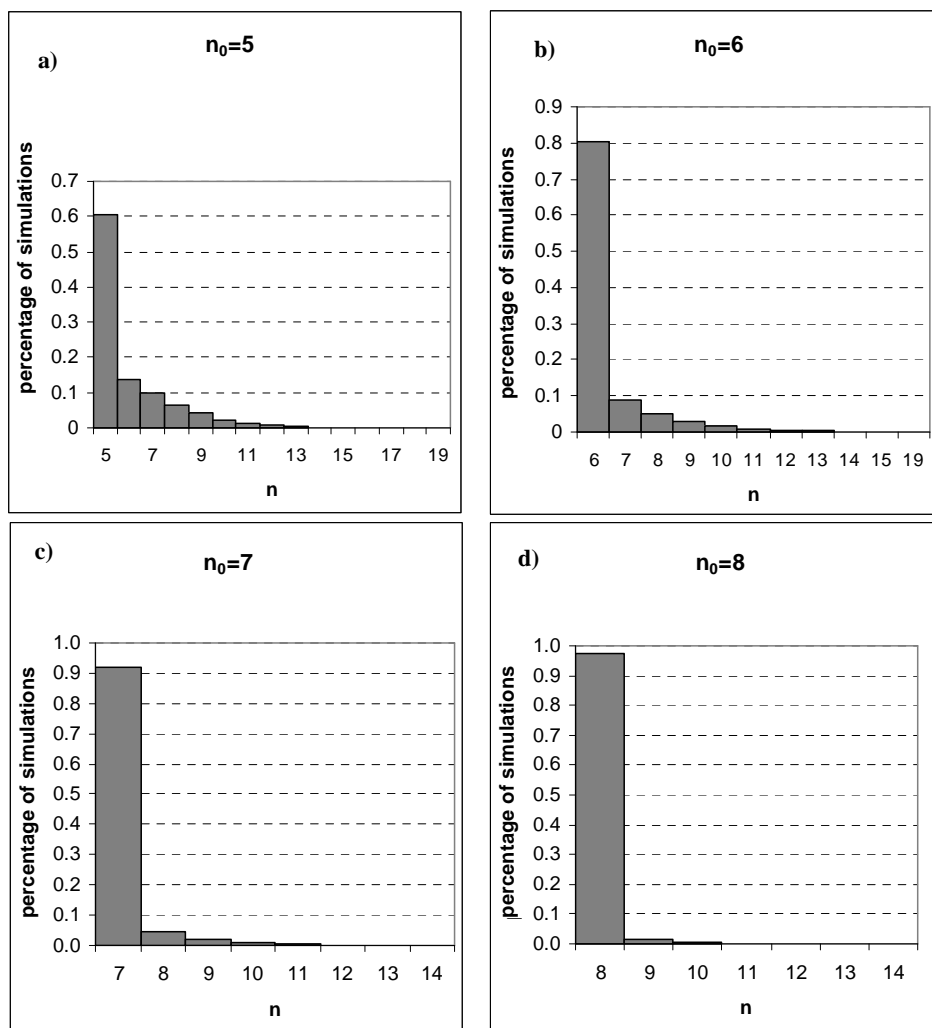 a)
n₀=5
percentage of simulations
0.7
0.6
0.5
0.4
0.3
0.2
0.1
0
5 7 9 11 13 15 17 19
n
b)
n₀=6
percentage of simulations
0.9
0.8
0.7
0.6
0.5
0.4
0.3
0.2
0.1
0
6 7 8 9 10 11 12 13 14 15 19
n
c)
n₀=7
percentage of simulations
1.0
0.9
0.8
0.7
0.6
0.5
0.4
0.3
0.2
0.1
0.0
7 8 9 10 11 12 13 14
n
d)
n₀=8
percentage of simulations
1.0
0.9
0.8
0.7
0.6
0.5
0.4
0.3
0.2
0.1
0.0
8 9 10 11 12 13 14
n